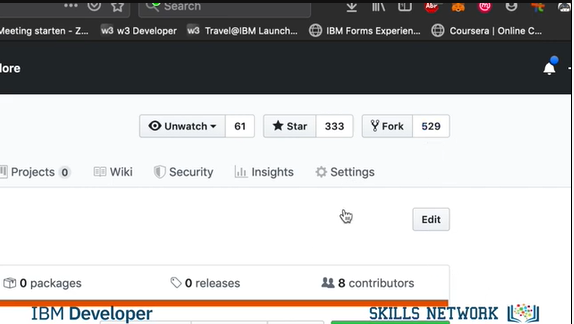 Search
Meeting starten - Z... w3 w3 Developer w3 Travel@IBM Launch... IBM Forms Experien... Coursera | Online C...
lore
Unwatch 61 Star 333 Fork 529
Projects 0 Wiki Security Insights Settings
Edit
0 packages 0 releases 8 contributors
IBM Developer SKILLS NETWORK